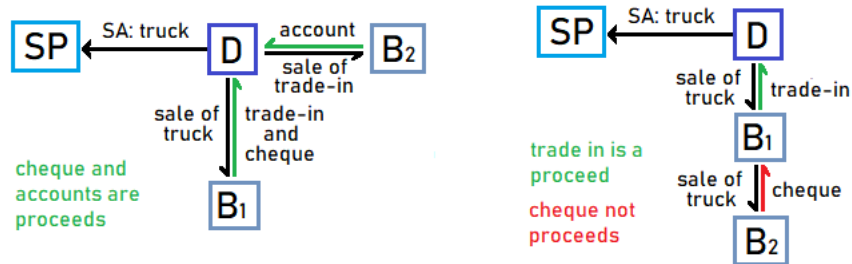 SP
SA: truck
D
account
sale of
trade-in
B2
sale of
truck
trade-in
and
cheque
B1
cheque and
accounts are
proceeds
SP
SA: truck
D
sale of
truck
trade-in
B1
trade in is a
proceed
sale of
truck
cheque
cheque not
proceeds
B2